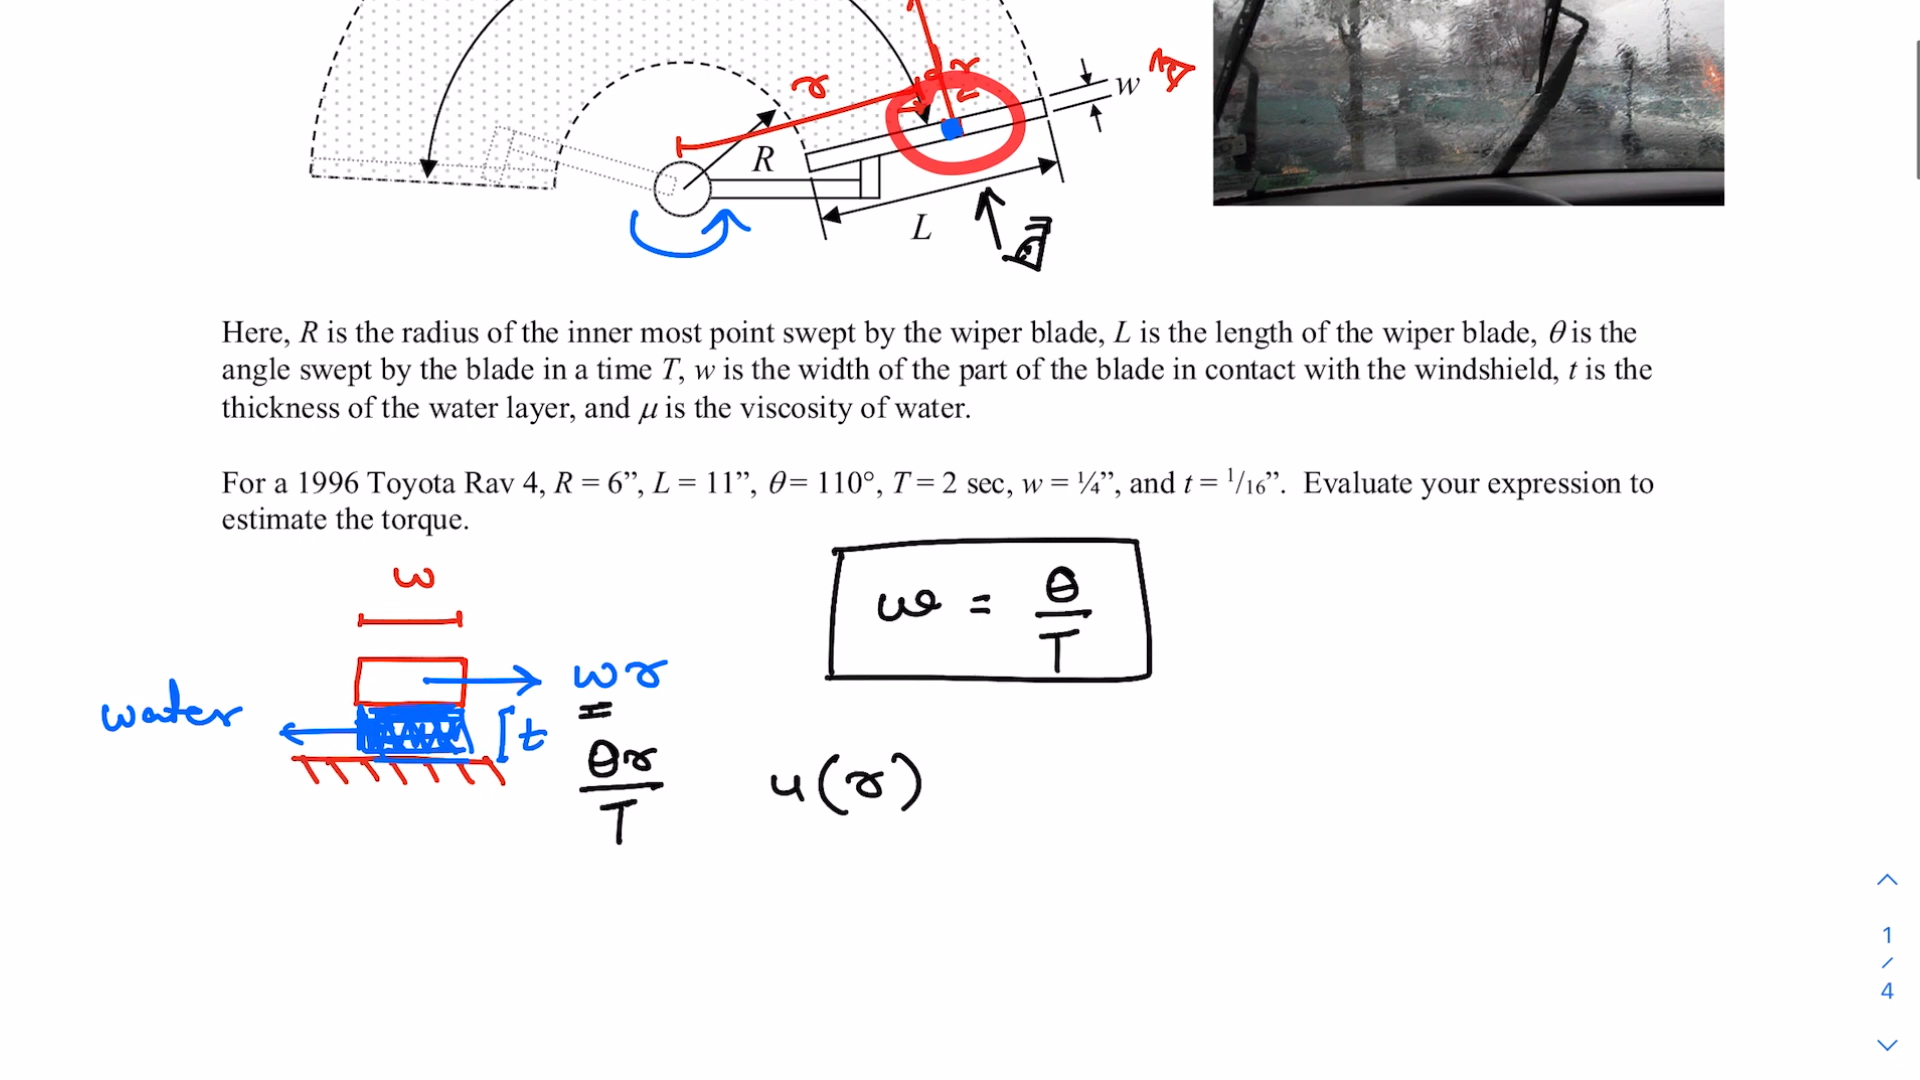 r
w
R
L
Here, R is the radius of the inner most point swept by the wiper blade, L is the length of the wiper blade, θ is the
angle swept by the blade in a time T, w is the width of the part of the blade in contact with the windshield, t is the
thickness of the water layer, and μ is the viscosity of water.
For a 1996 Toyota Rav 4, R = 6”, L = 11”, θ= 110°, T = 2 sec, w = ¼”, and t = 1/16”. Evaluate your expression to
estimate the torque.
w
ω = θ/T
ωr
water
t
=
θr/T
u(r)
1
/
4